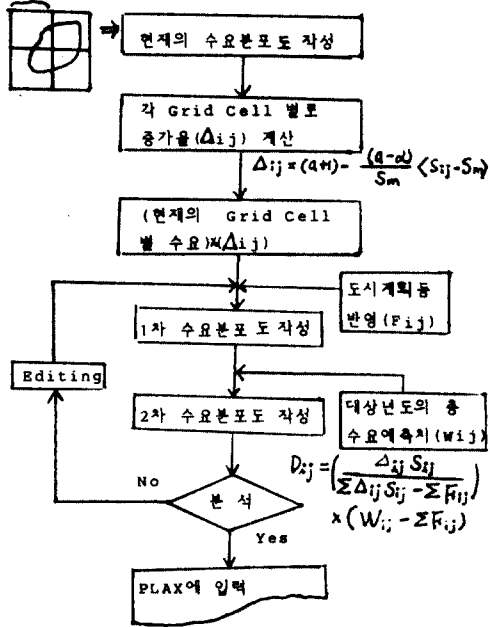 현재의 수요분포도 작성
각 Grid Cell 별로
증가율(Δij) 계산
Δij = (a+1) - (a-α)/Sm <Sij-Sm>
(현재의 Grid Cell
별 수요)x(Δij)
도시계획등
반영(Fij)
1차 수요분포도작성
Editing
2차 수요분포도 작성
대상년도의 총
수요예측치(Wij)
Dij = (Δij Sij / ΣΔij Sij - ΣFij)
x (Wij - ΣFij)
No
분석
Yes
PLAX에 입력